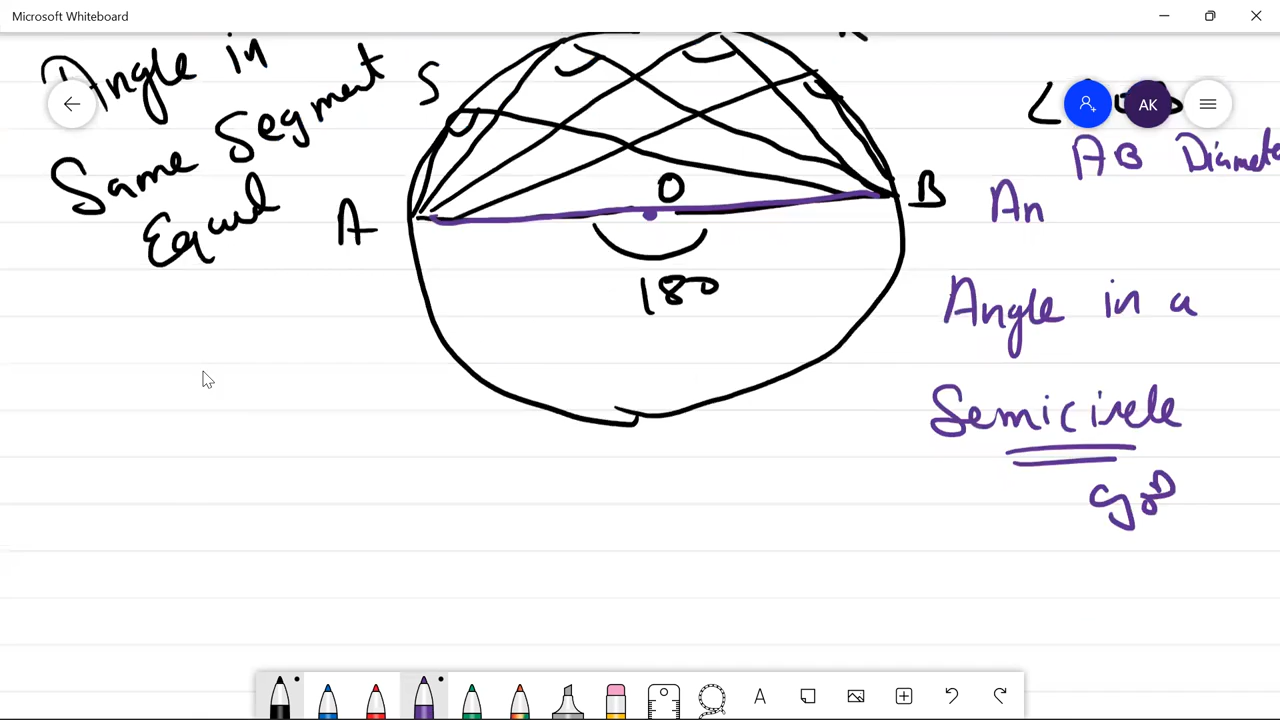 Microsoft Whiteboard
Angle in
Same Segment
Equal
S
A
O
B
180
AK
AB Diamete
An
Angle in a
Semicircle
90°
A